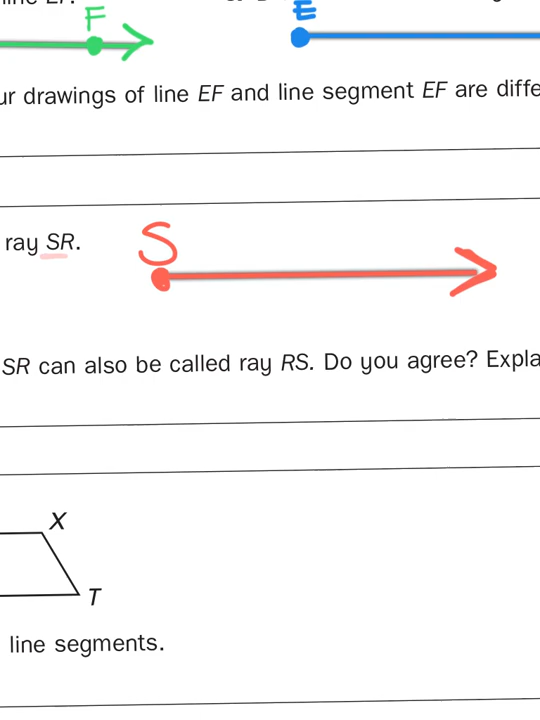 F E
ur drawings of line EF and line segment EF are diffe
ray SR. S
SR can also be called ray RS. Do you agree? Expla
X
T
line segments.